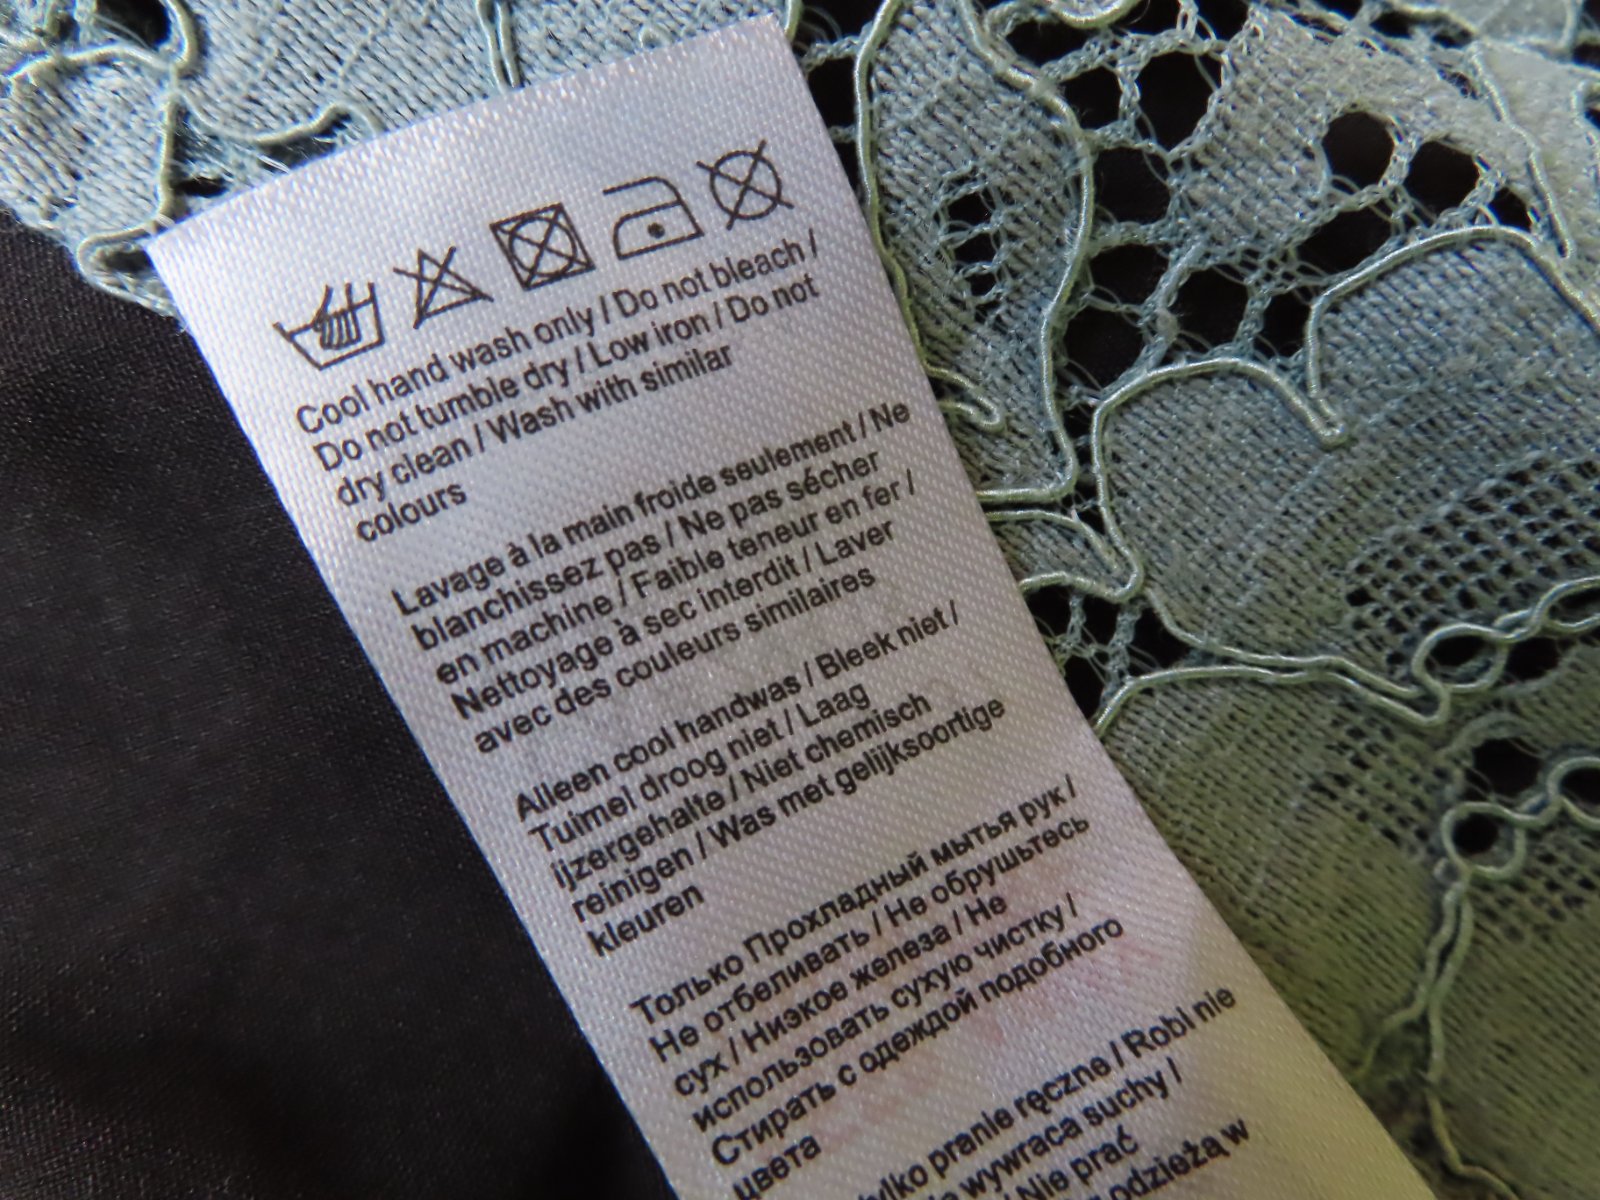 Cool hand wash only / Do not bleach /
Do not tumble dry / Low iron / Do not
dry clean / Wash with similar
colours
Lavage à la main froide seulement / Ne
blanchissez pas / Ne pas sécher
en machine / Faible teneur en fer /
Nettoyage à sec interdit / Laver
avec des couleurs similaires
Alleen cool handwas / Bleek niet /
Tuimel droog niet / Laag
ijzergehalte / Niet chemisch
reinigen / Was met gelijksoortige
kleuren
Только Прохладный мытья рук /
Не отбеливать / Не обрушьтесь
сух / Низкое железа / Не
использовать сухую чистку /
Стирать с одеждой подобного
цвета
pranie ręczne / Robl nie
wywraca suchy /
Nie prać
odzieżą w